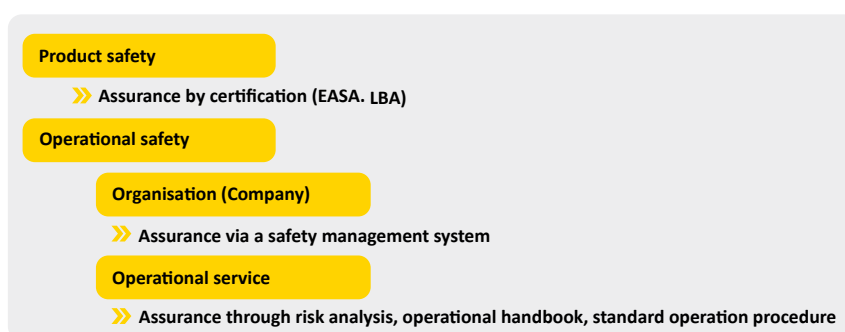 Product safety
Assurance by certification (EASA. LBA)
Operational safety
Organisation (Company)
Assurance via a safety management system
Operational service
Assurance through risk analysis, operational handbook, standard operation procedure